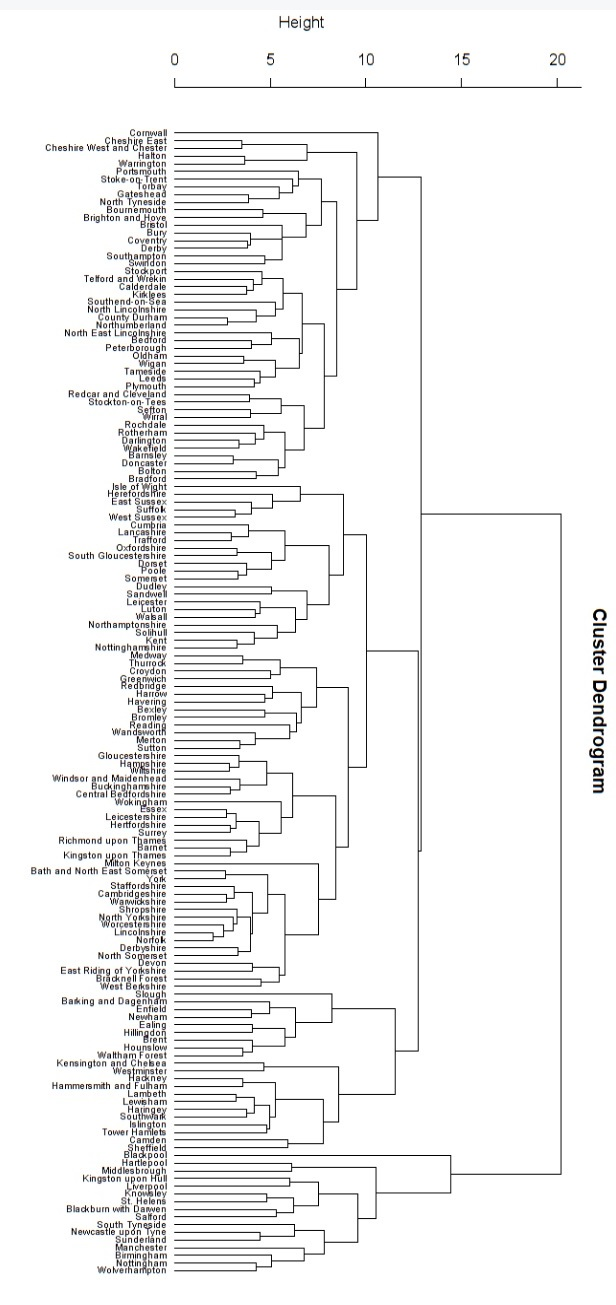 Height
0 5 10 15 20
Cornwall
Cheshire East
Cheshire West and Chester
Halton
Warrington
Portsmouth
Stoke-on-Trent
Torbay
Gateshead
North Tyneside
Bournemouth
Brighton and Hove
Bristol
Bury
Coventry
Derby
Southampton
Swindon
Stockport
Telford and Wrekin
Calderdale
Kirklees
Southend-on-Sea
North Lincolnshire
County Durham
Northumberland
North East Lincolnshire
Bedford
Peterborough
Oldham
Wigan
Tameside
Leeds
Plymouth
Redcar and Cleveland
Stockton-on-Tees
Sefton
Wirral
Rochdale
Rotherham
Darlington
Wakefield
Barnsley
Doncaster
Bolton
Bradford
Isle of Wight
Herefordshire
East Sussex
Suffolk
West Sussex
Cumbria
Lancashire
Trafford
Oxfordshire
South Gloucestershire
Dorset
Poole
Somerset
Dudley
Sandwell
Leicester
Luton
Walsall
Northamptonshire
Solihull
Kent
Nottinghamshire
Medway
Thurrock
Croydon
Greenwich
Redbridge
Harrow
Havering
Bexley
Bromley
Reading
Wandsworth
Merton
Sutton
Gloucestershire
Hampshire
Wiltshire
Windsor and Maidenhead
Buckinghamshire
Central Bedfordshire
Wokingham
Essex
Leicestershire
Hertfordshire
Surrey
Richmond upon Thames
Barnet
Kingston upon Thames
Milton Keynes
Bath and North East Somerset
York
Staffordshire
Cambridgeshire
Warwickshire
Shropshire
North Yorkshire
Worcestershire
Lincolnshire
Norfolk
Derbyshire
North Somerset
Devon
East Riding of Yorkshire
Bracknell Forest
West Berkshire
Slough
Barking and Dagenham
Enfield
Newham
Ealing
Hillingdon
Brent
Hounslow
Waltham Forest
Kensington and Chelsea
Westminster
Hackney
Hammersmith and Fulham
Lambeth
Lewisham
Haringey
Southwark
Islington
Tower Hamlets
Camden
Sheffield
Blackpool
Hartlepool
Middlesbrough
Kingston upon Hull
Liverpool
Knowsley
St. Helens
Blackburn with Darwen
Salford
South Tyneside
Newcastle upon Tyne
Sunderland
Manchester
Birmingham
Nottingham
Wolverhampton
Cluster Dendrogram